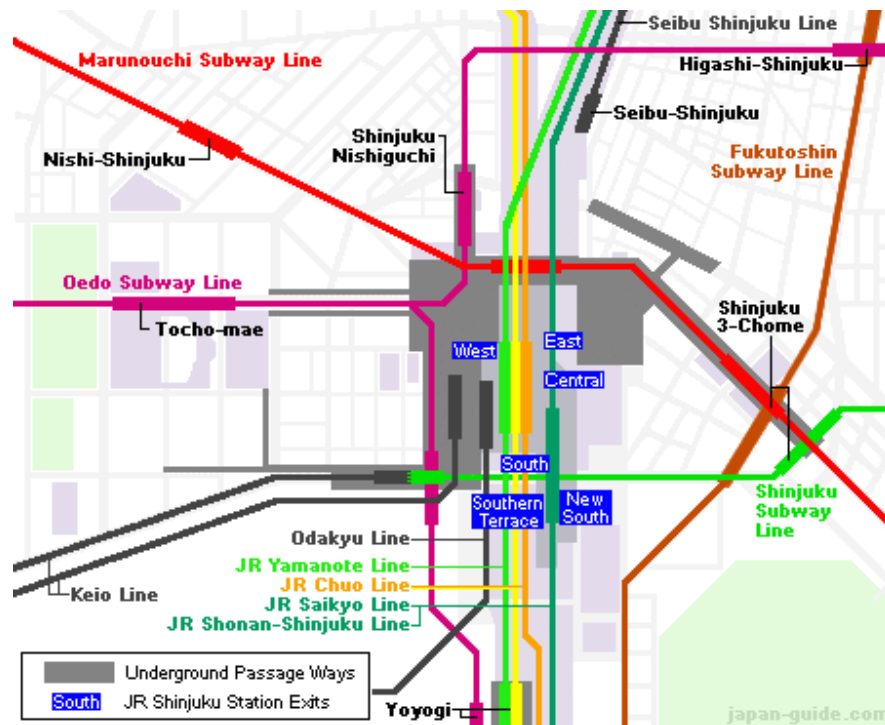 Seibu Shinjuku Line
Marunouchi Subway Line
Higashi-Shinjuku
Seibu-Shinjuku
Shinjuku
Nishiguchi
Nishi-Shinjuku
Fukutoshin
Subway Line
Oedo Subway Line
Tocho-mae
Shinjuku
3-Chome
West
East
Central
South
Southern
Terrace
New
South
Shinjuku
Subway
Line
Odakyu Line
JR Yamanote Line
JR Chuo Line
Keio Line
JR Saikyo Line
JR Shonan-Shinjuku Line
Underground Passage Ways
South
JR Shinjuku Station Exits
Yoyogi
japan-guide.com